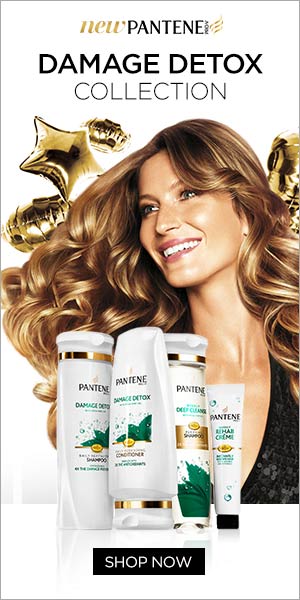 new PANTENE PRO-V
DAMAGE DETOX
COLLECTION
PANTENE
DAMAGE DETOX
SHAMPOO
PANTENE
DAMAGE DETOX
CONDITIONER
PANTENE
DEEP CLEANSE
SHAMPOO
PANTENE
REHAB
CRÈME
SHOP NOW